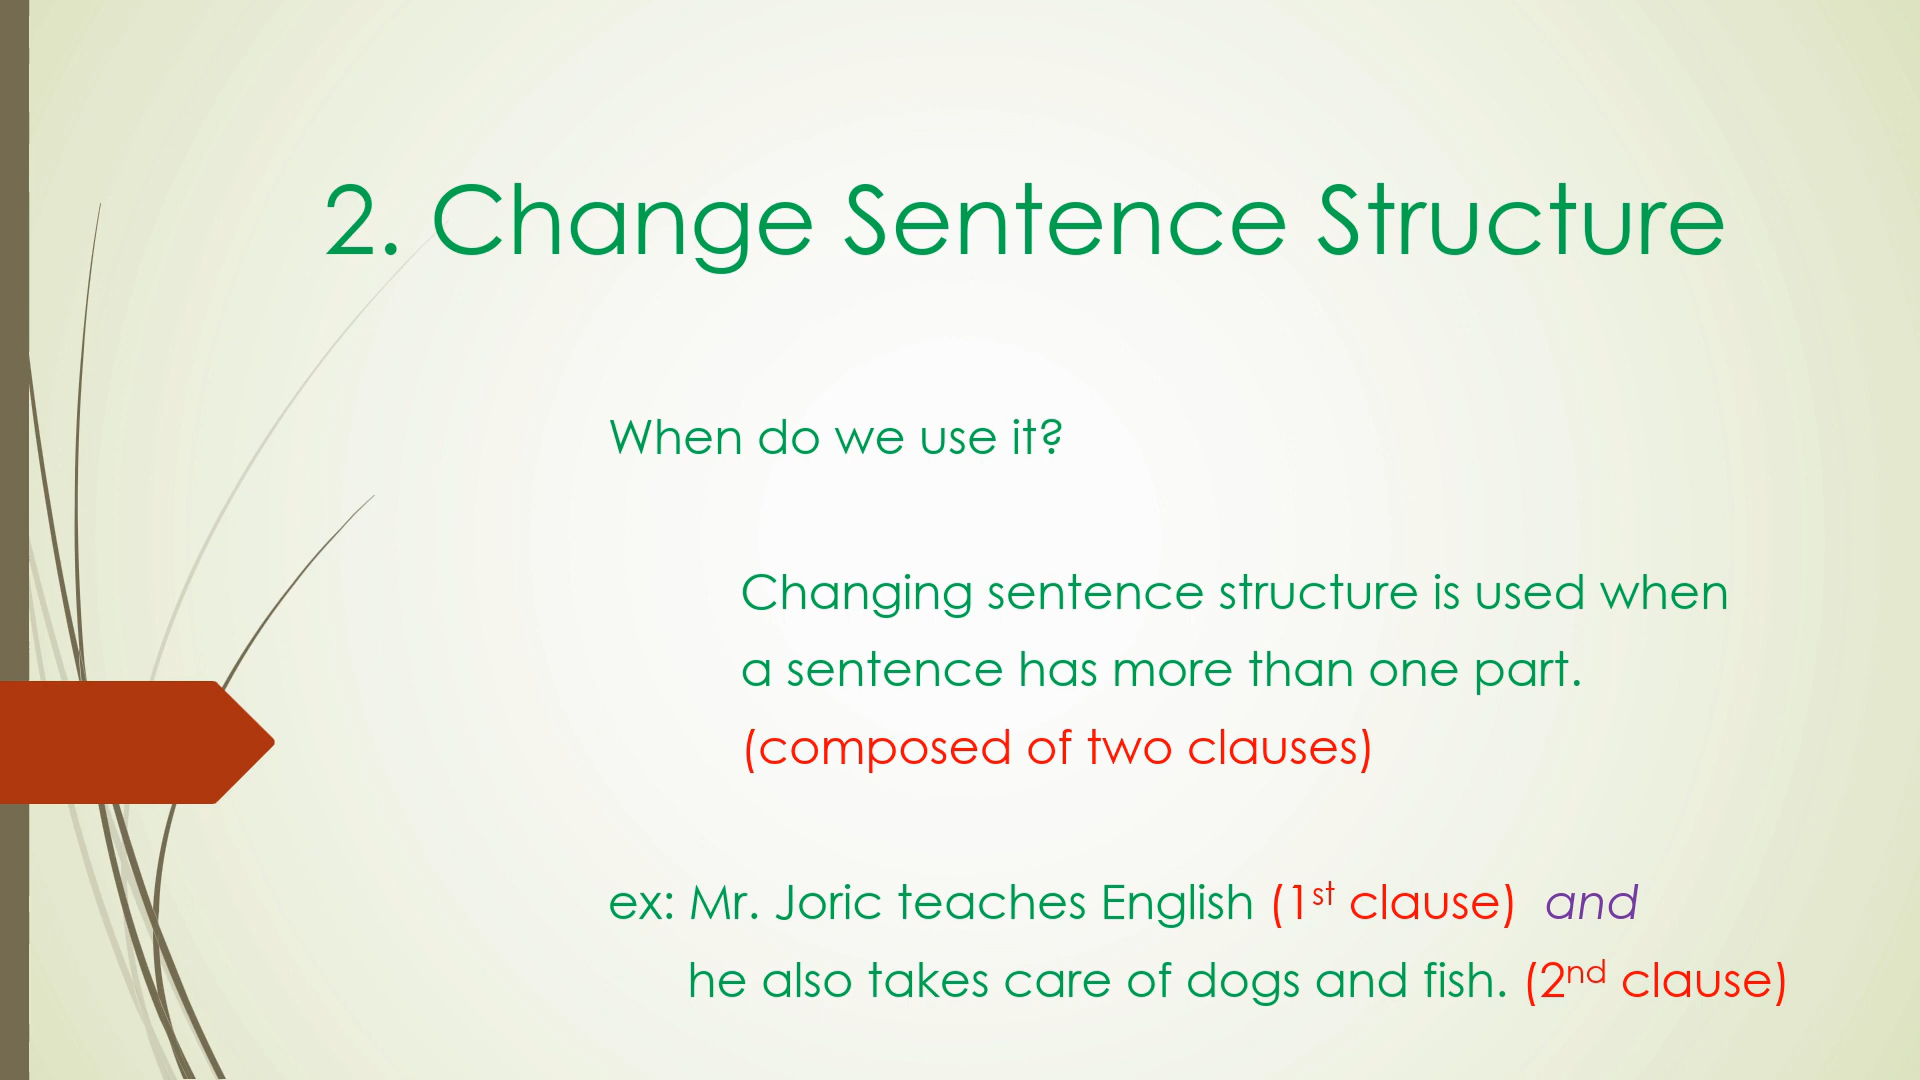 2. Change Sentence Structure
When do we use it?
Changing sentence structure is used when
a sentence has more than one part.
(composed of two clauses)
ex: Mr. Joric teaches English (1st clause) and
he also takes care of dogs and fish. (2nd clause)